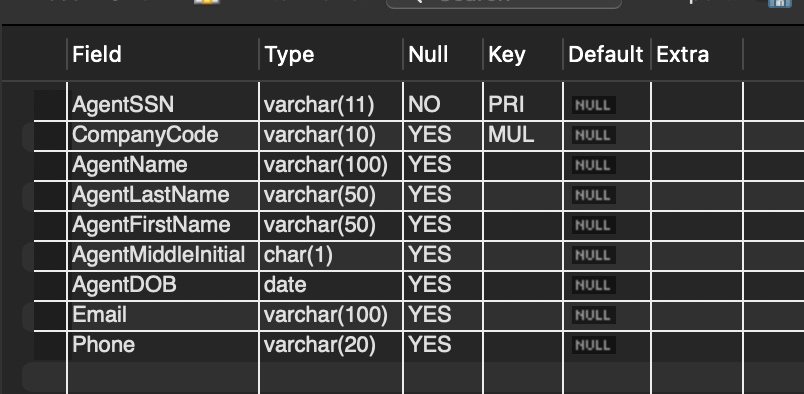 Field Type Null Key Default Extra
AgentSSN varchar(11) NO PRI NULL
CompanyCode varchar(10) YES MUL NULL
AgentName varchar(100) YES NULL
AgentLastName varchar(50) YES NULL
AgentFirstName varchar(50) YES NULL
AgentMiddleInitial char(1) YES NULL
AgentDOB date YES NULL
Email varchar(100) YES NULL
Phone varchar(20) YES NULL